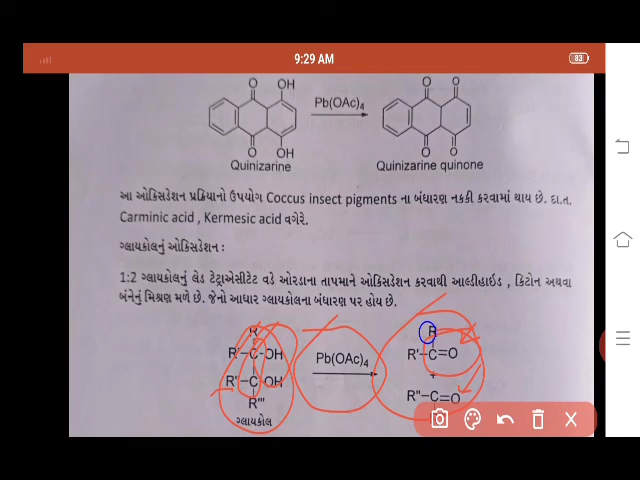 9:29 AM
83
O OH O O
Pb(OAc)4
O OH O O
Quinizarine Quinizarine quinone
આ ઓક્સિડેશન પ્રક્રિયાનો ઉપયોગ Coccus insect pigments ના બંધારણ નક્કી કરવામાં થાય છે. દા.ત.
Carminic acid , Kermesic acid વગેરે.
ગ્લાયકોલનું ઓકિસડેશન :
1:2 ગ્લાયકોલનું લેડ ટેટ્રાએસીટેટ વડે ઓરડાના તાપમાને ઓકિસડેશન કરવાથી આલ્ડીહાઇડ , કિટોન અથવા
બંનેનું મિશ્રણ મળે છે. જેનો આધાર ગ્લાયકોલના બંધારણ પર હોય છે.
R R
R'-C-OH Pb(OAc)4 R'-C=O
+
R'-C-OH R"-C=O
R'"
ગ્લાયકોલ